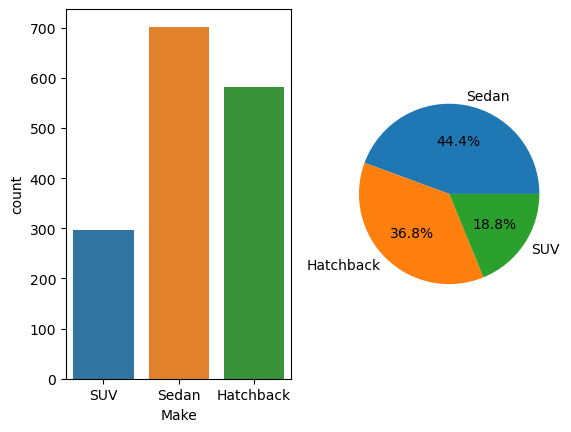 700
600
500
400
300
200
100
0
count
SUV Sedan Hatchback
Make
Sedan
44.4%
36.8%
18.8%
SUV
Hatchback